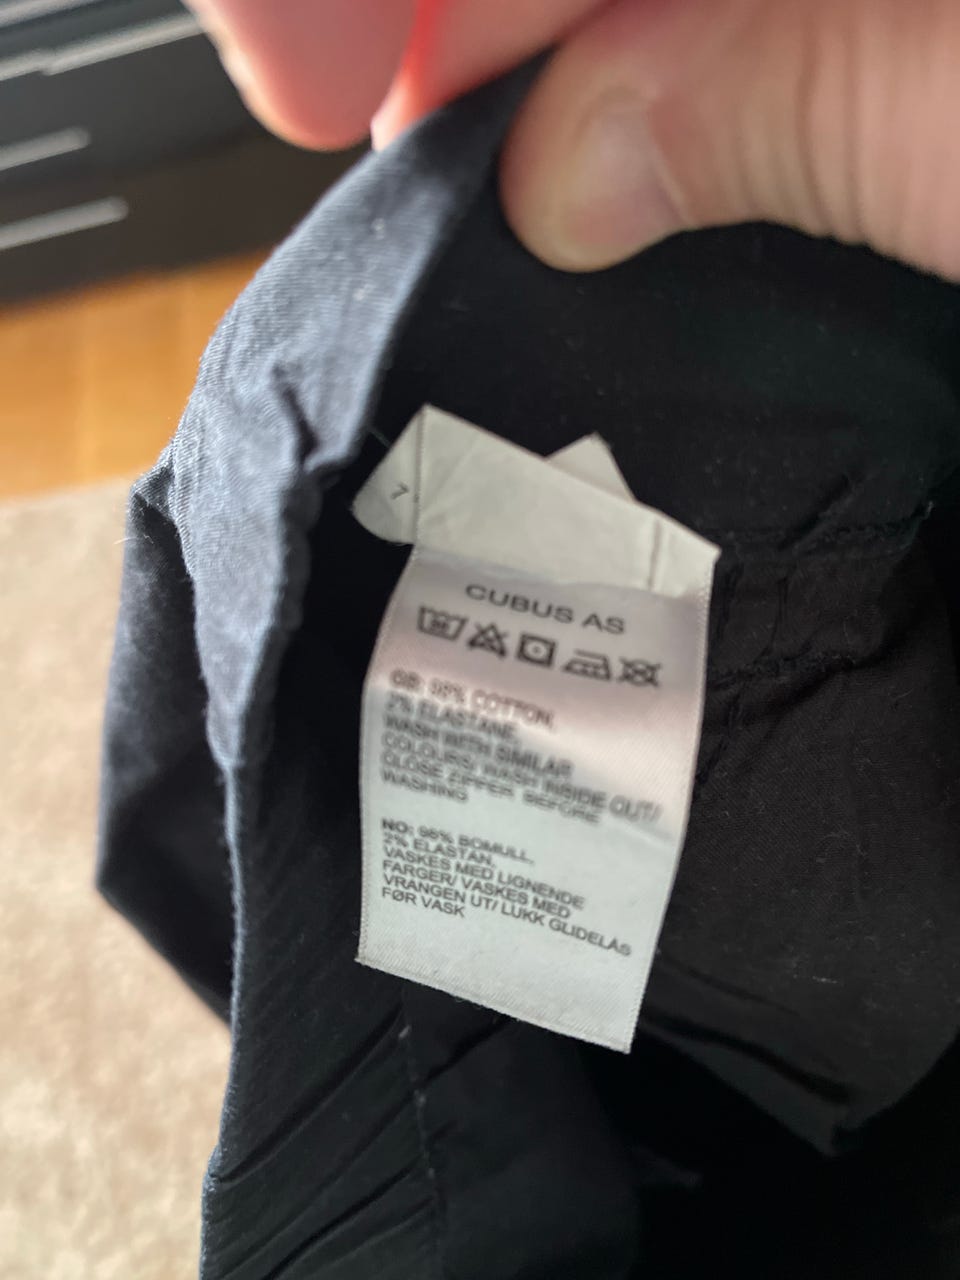 7
CUBUS AS
GB: 98% COTTON,
2% ELASTANE,
WASH WITH SIMILAR
COLOURS/ WASH INSIDE OUT/
CLOSE ZIPPER BEFORE
WASHING
NO: 98% BOMULL,
2% ELASTAN,
VASKES MED LIGNENDE
FARGER/ VASKES MED
VRANGEN UT/ LUKK GLIDELÅS
FØR VASK